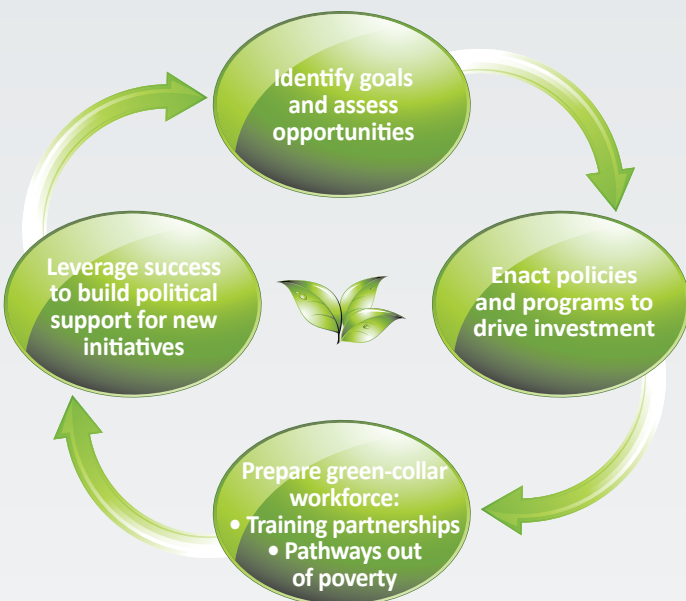 Identify goals
and assess
opportunities
Enact policies
and programs to
drive investment
Prepare green-collar
workforce:
• Training partnerships
• Pathways out
of poverty
Leverage success
to build political
support for new
initiatives